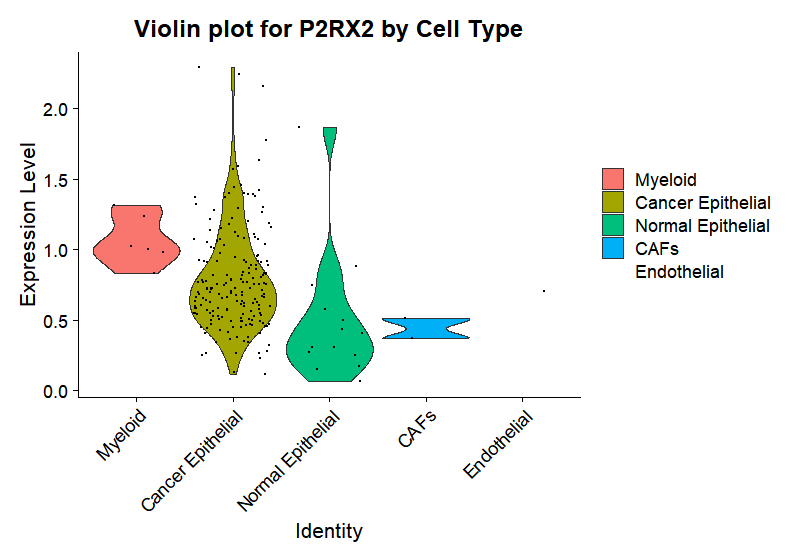 Violin plot for P2RX2 by Cell Type
Expression Level
2.0
1.5
1.0
0.5
0.0
Myeloid
Cancer Epithelial
Normal Epithelial
CAFs
Endothelial
Identity
Myeloid
Cancer Epithelial
Normal Epithelial
CAFs
Endothelial